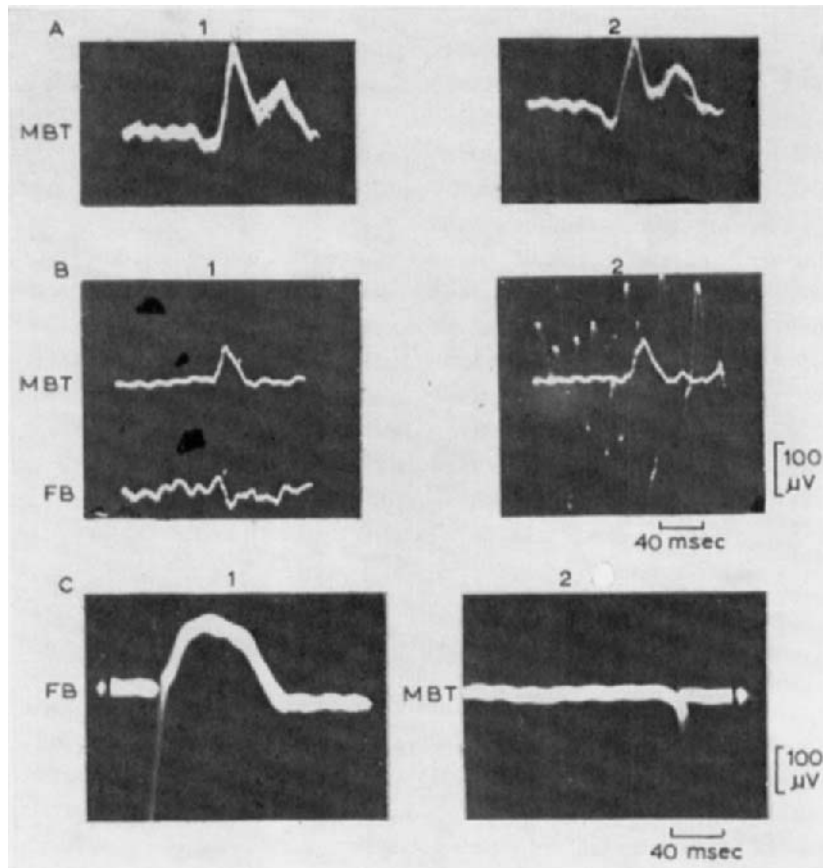 A 1 2
MBT
B 1 2
MBT
FB
100 µV
40 msec
C 1 2
FB MBT
100 µV
40 msec